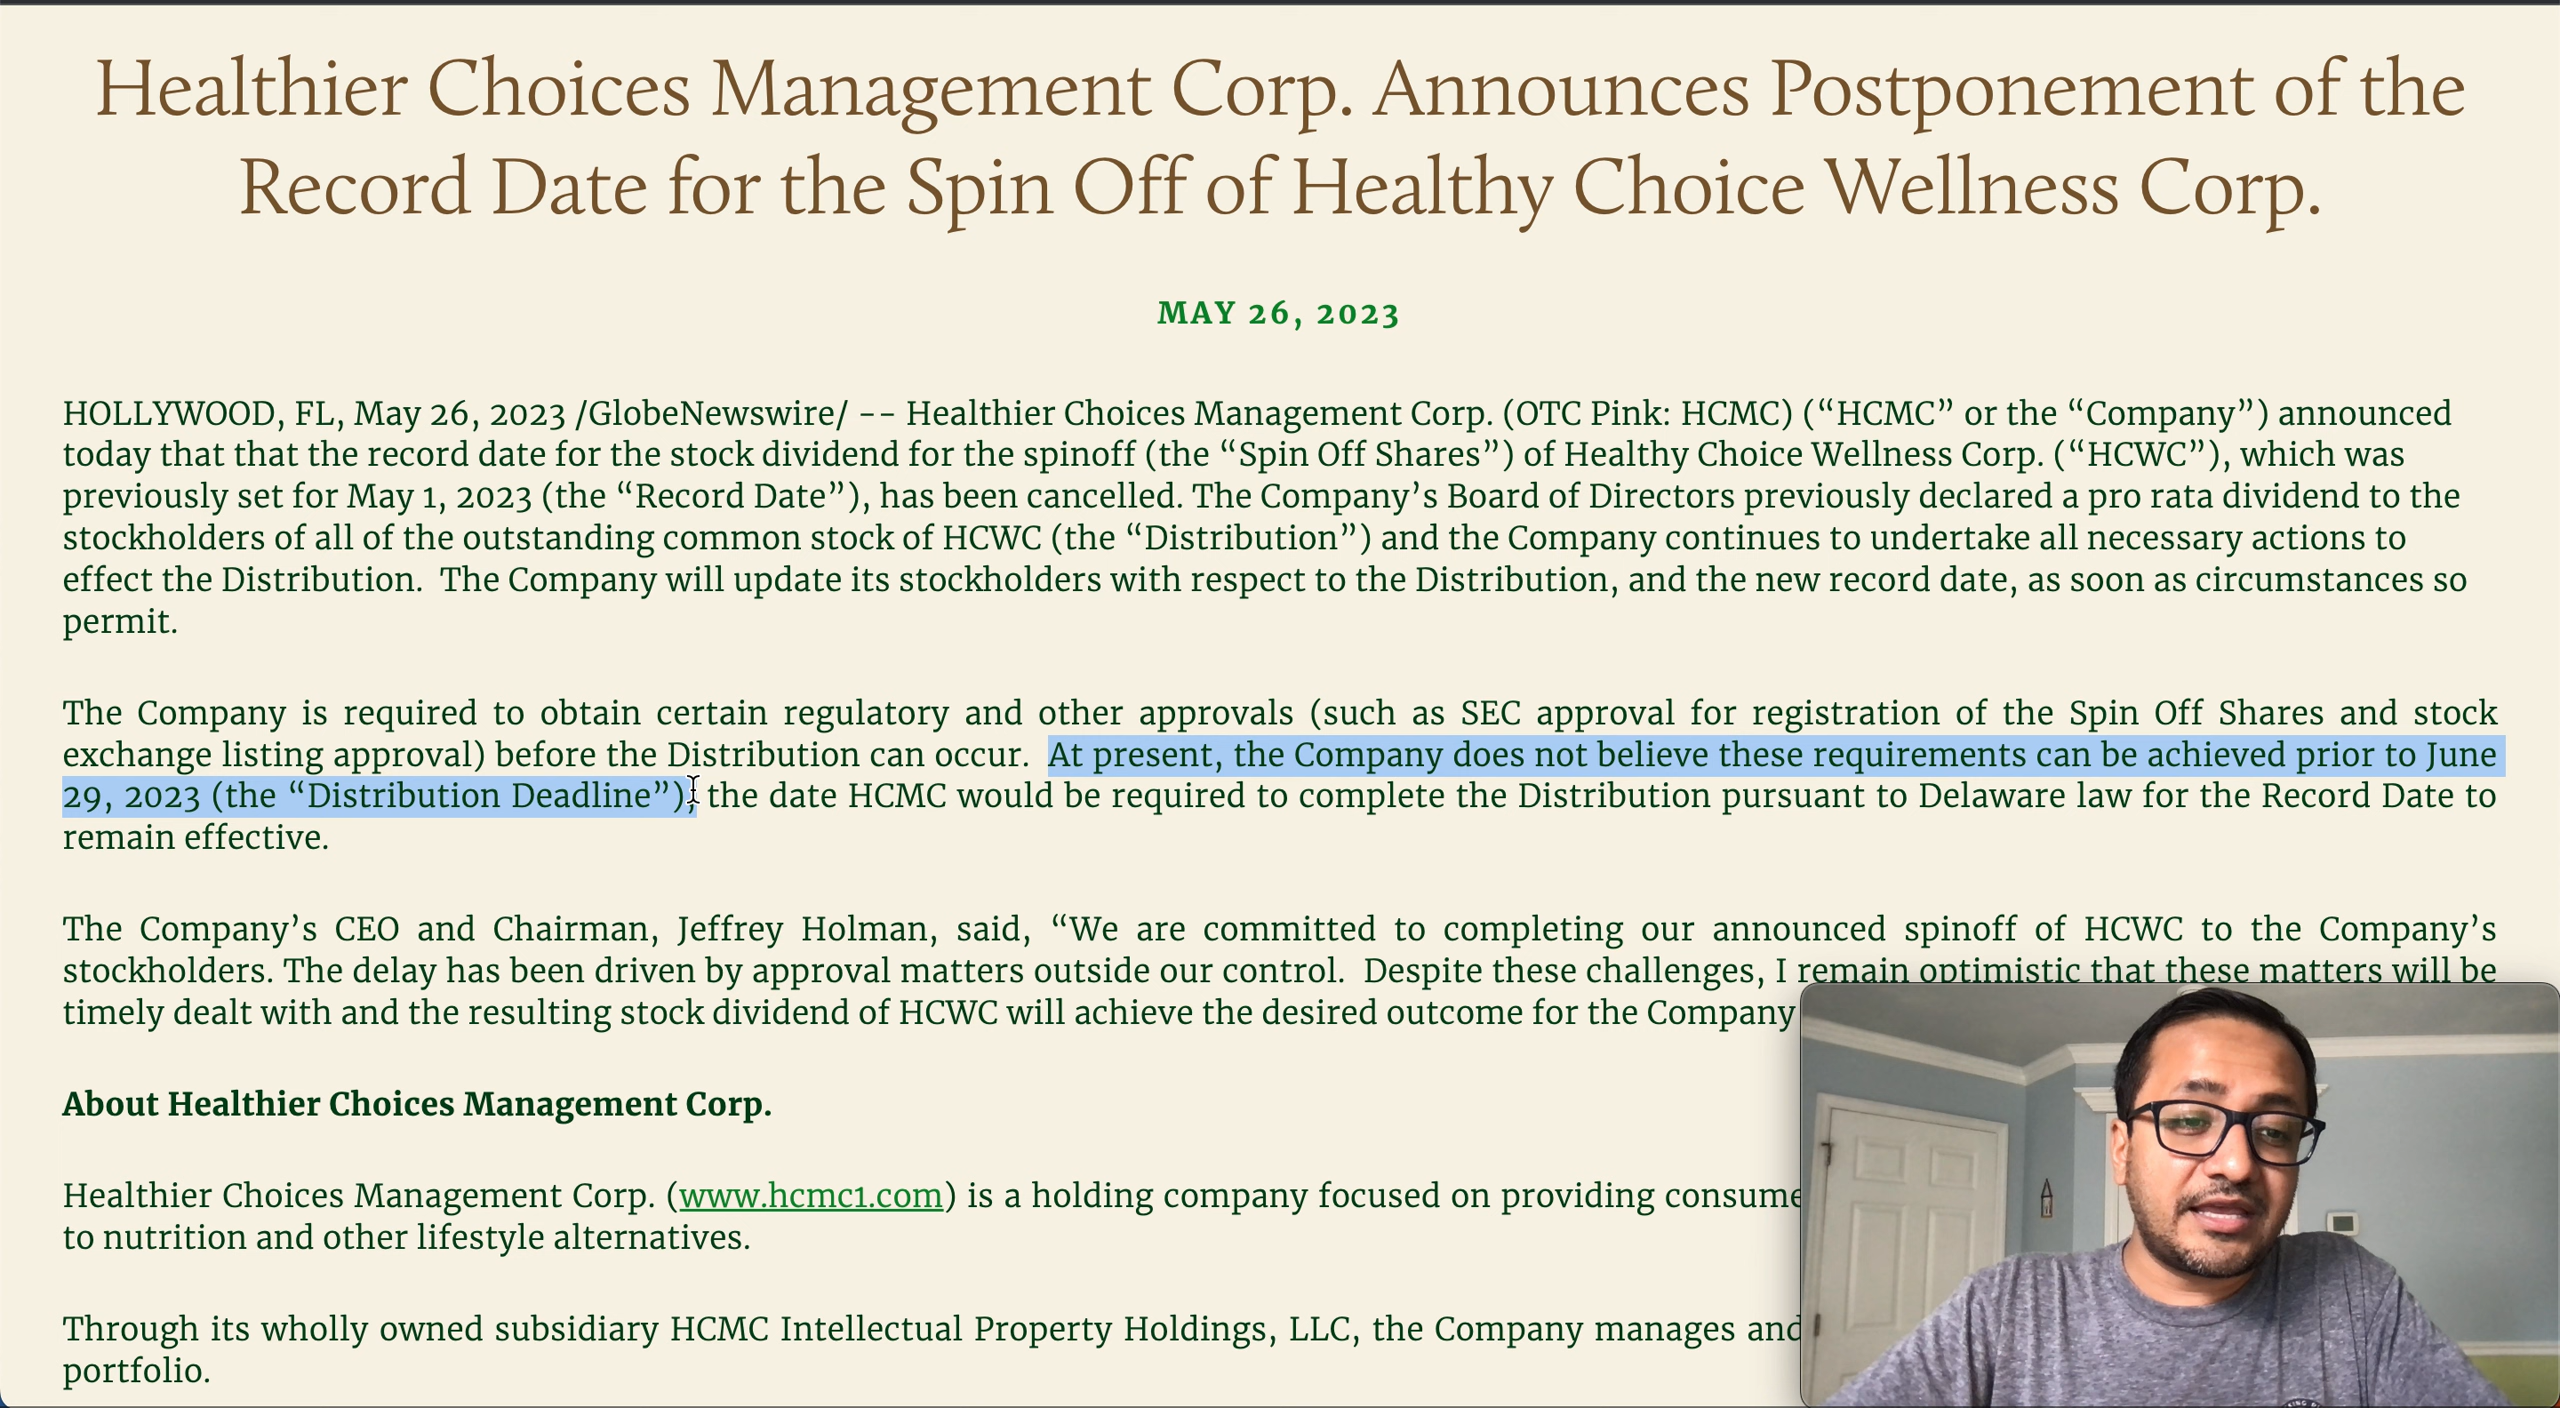 Healthier Choices Management Corp. Announces Postponement of the
Record Date for the Spin Off of Healthy Choice Wellness Corp.
MAY 26, 2023
HOLLYWOOD, FL, May 26, 2023 /GlobeNewswire/ -- Healthier Choices Management Corp. (OTC Pink: HCMC) (“HCMC” or the “Company”) announced
today that that the record date for the stock dividend for the spinoff (the “Spin Off Shares”) of Healthy Choice Wellness Corp. (“HCWC”), which was
previously set for May 1, 2023 (the “Record Date”), has been cancelled. The Company’s Board of Directors previously declared a pro rata dividend to the
stockholders of all of the outstanding common stock of HCWC (the “Distribution”) and the Company continues to undertake all necessary actions to
effect the Distribution.  The Company will update its stockholders with respect to the Distribution, and the new record date, as soon as circumstances so
permit.
The Company is required to obtain certain regulatory and other approvals (such as SEC approval for registration of the Spin Off Shares and stock
exchange listing approval) before the Distribution can occur.  At present, the Company does not believe these requirements can be achieved prior to June
29, 2023 (the “Distribution Deadline”), the date HCMC would be required to complete the Distribution pursuant to Delaware law for the Record Date to
remain effective.
The Company’s CEO and Chairman, Jeffrey Holman, said, “We are committed to completing our announced spinoff of HCWC to the Company’s
stockholders. The delay has been driven by approval matters outside our control.  Despite these challenges, I remain optimistic that these matters will be
timely dealt with and the resulting stock dividend of HCWC will achieve the desired outcome for the Company
About Healthier Choices Management Corp.
Healthier Choices Management Corp. (www.hcmc1.com) is a holding company focused on providing consume
to nutrition and other lifestyle alternatives.
Through its wholly owned subsidiary HCMC Intellectual Property Holdings, LLC, the Company manages and
portfolio.